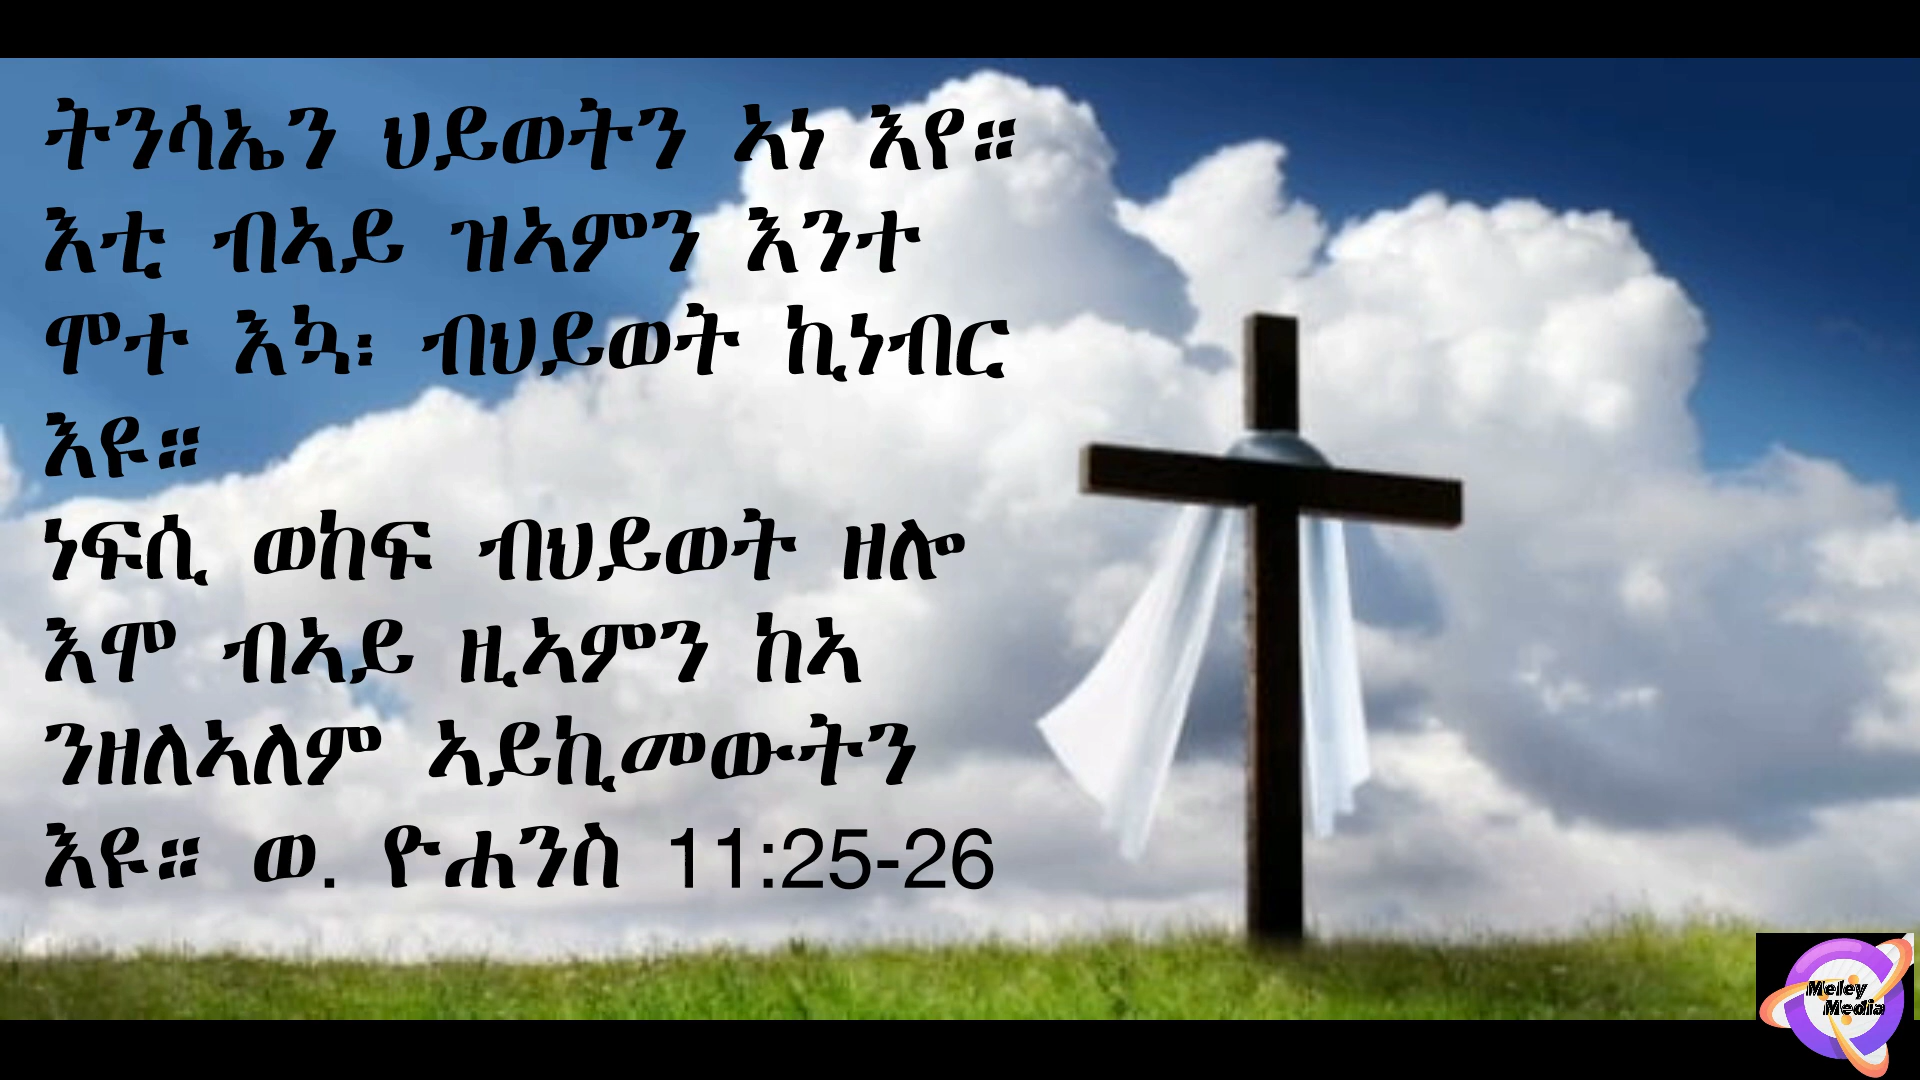 ትንሳኤን ህይወትን ኣነ እየ።
እቲ ብኣይ ዝኣምን እንተ
ሞተ እኳ፡ ብህይወት ኪነብር
እዩ።
ነፍሲ ወከፍ ብህይወት ዘሎ
እሞ ብኣይ ዚኣምን ከኣ
ንዘለኣለም ኣይኪመውትን
እዩ። ወ. ዮሐንስ 11:25-26
Meley
Media